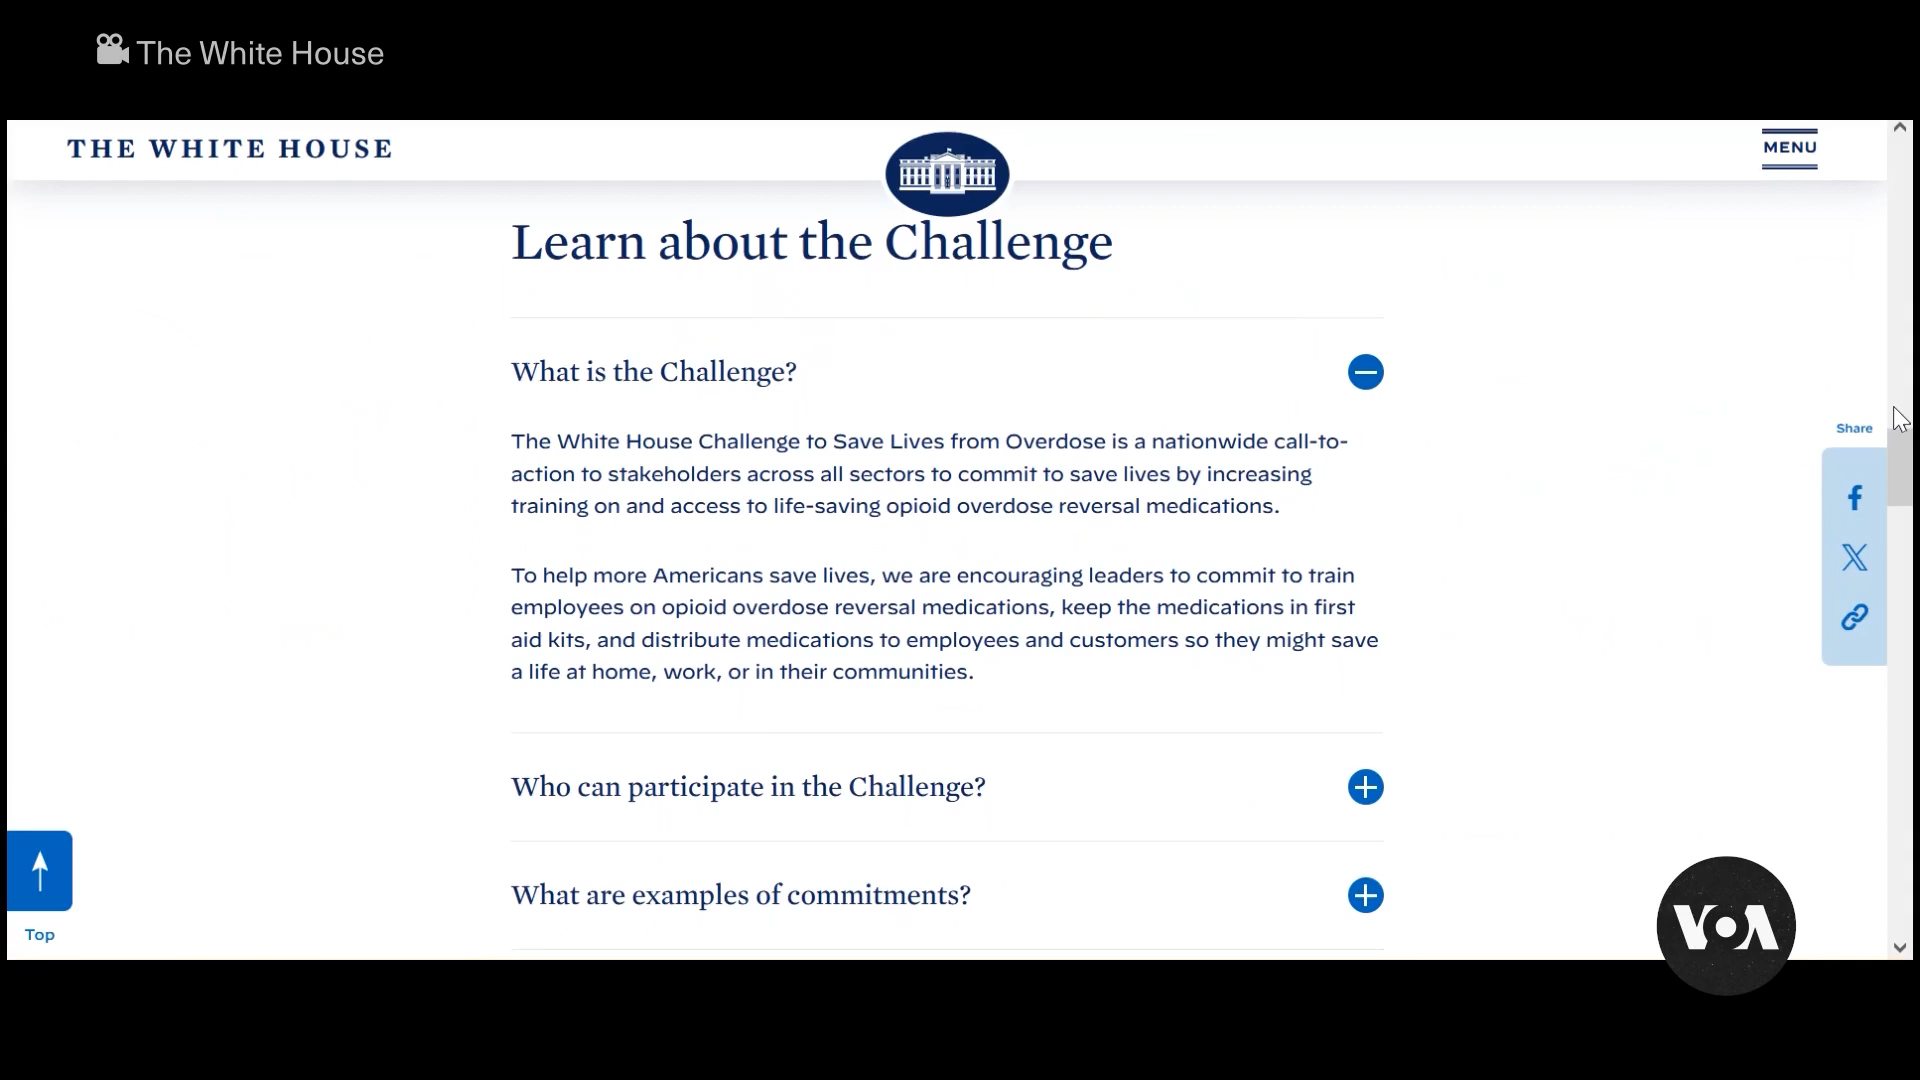 The White House
THE WHITE HOUSE
MENU
Learn about the Challenge
What is the Challenge?
The White House Challenge to Save Lives from Overdose is a nationwide call-to-
action to stakeholders across all sectors to commit to save lives by increasing
training on and access to life-saving opioid overdose reversal medications.
Share
To help more Americans save lives, we are encouraging leaders to commit to train
employees on opioid overdose reversal medications, keep the medications in first
aid kits, and distribute medications to employees and customers so they might save
a life at home, work, or in their communities.
Who can participate in the Challenge?
What are examples of commitments?
Top
VOA